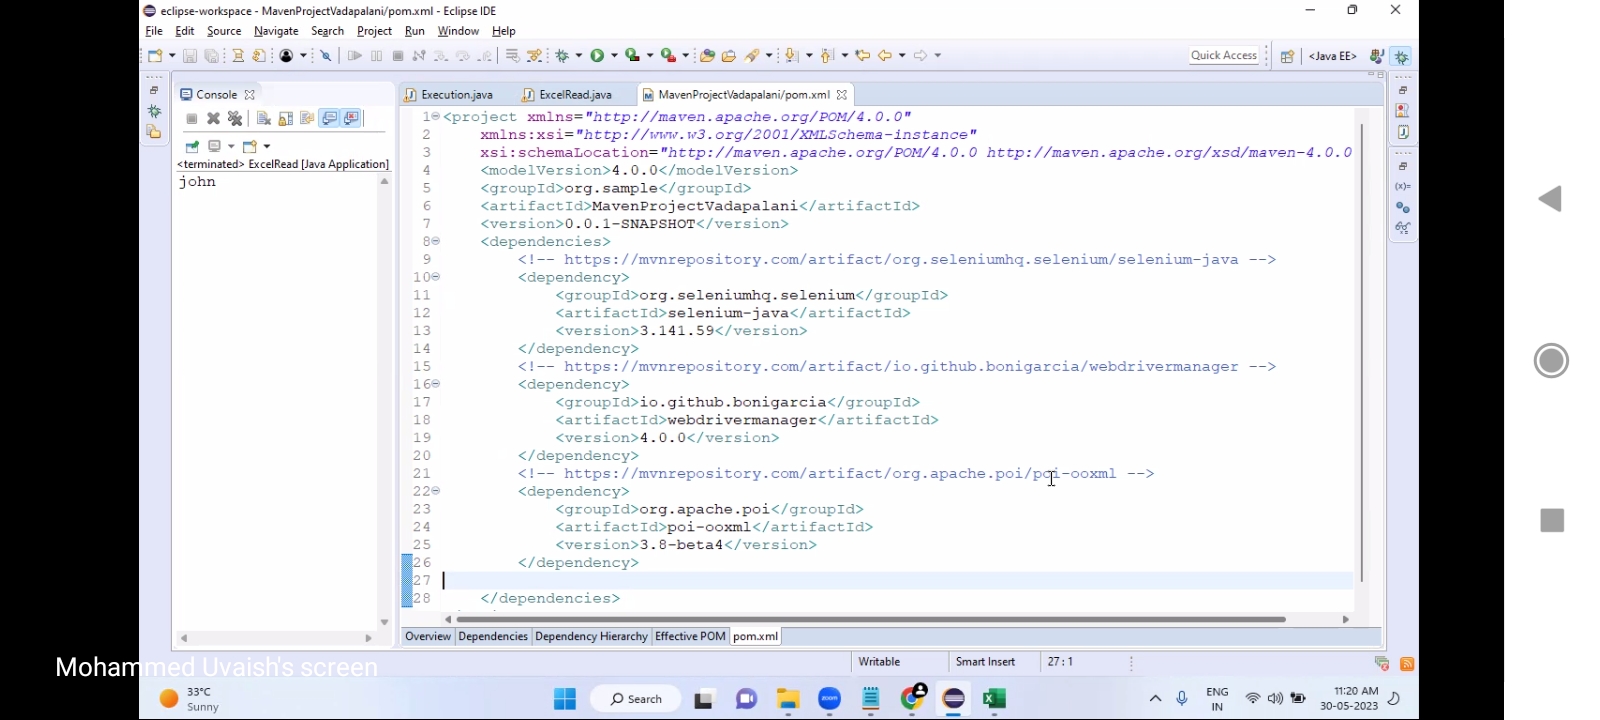 eclipse-workspace - MavenProjectVadapalani/pom.xml - Eclipse IDE
File Edit Source Navigate Search Project Run Window Help
Quick Access
<Java EE>
Console
Execution.java ExcelRead.java MavenProjectVadapalani/pom.xml
<terminated> ExcelRead [Java Application]
john
1 <project xmlns="http://maven.apache.org/POM/4.0.0"
2 xmlns:xsi="http://www.w3.org/2001/XMLSchema-instance"
3 xsi:schemaLocation="http://maven.apache.org/POM/4.0.0 http://maven.apache.org/xsd/maven-4.0.0
4 <modelVersion>4.0.0</modelVersion>
5 <groupId>org.sample</groupId>
6 <artifactId>MavenProjectVadapalani</artifactId>
7 <version>0.0.1-SNAPSHOT</version>
8 <dependencies>
9 <!-- https://mvnrepository.com/artifact/org.seleniumhq.selenium/selenium-java -->
10 <dependency>
11 <groupId>org.seleniumhq.selenium</groupId>
12 <artifactId>selenium-java</artifactId>
13 <version>3.141.59</version>
14 </dependency>
15 <!-- https://mvnrepository.com/artifact/io.github.bonigarcia/webdrivermanager -->
16 <dependency>
17 <groupId>io.github.bonigarcia</groupId>
18 <artifactId>webdrivermanager</artifactId>
19 <version>4.0.0</version>
20 </dependency>
21 <!-- https://mvnrepository.com/artifact/org.apache.poi/poi-ooxml -->
22 <dependency>
23 <groupId>org.apache.poi</groupId>
24 <artifactId>poi-ooxml</artifactId>
25 <version>3.8-beta4</version>
26 </dependency>
27
28 </dependencies>
Overview Dependencies Dependency Hierarchy Effective POM pom.xml
Writable Smart Insert 27 : 1
Mohammed Uvaish's screen
33°C
Sunny
Search
zoom
ENG
IN
11:20 AM
30-05-2023